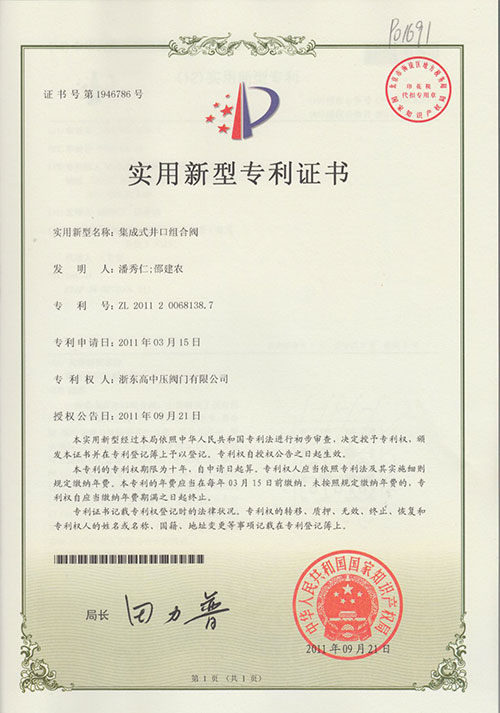 P01691
证书号第1946786号
印花税
代扣专用章
国家知识产权局
实用新型专利证书
实用新型名称：集成式井口组合阀
发 明 人：潘秀仁;邵建农
专 利 号：ZL 2011 2 0068138.7
专利申请日：2011年03月15日
专 利 权 人：浙东高中压阀门有限公司
授权公告日：2011年09月21日
本实用新型经过本局依照中华人民共和国专利法进行初步审查，决定授予专利权，颁
发本证书并在专利登记簿上予以登记。专利权自授权公告之日起生效。
本专利的专利权期限为十年，自申请日起算。专利权人应当依照专利法及其实施细则
规定缴纳年费。本专利的年费应当在每年03月15日前缴纳。未按照规定缴纳年费的，专
利权自应当缴纳年费期满之日起终止。
专利证书记载专利权登记时的法律状况。专利权的转移、质押、无效、终止、恢复和
专利权人的姓名或名称、国籍、地址变更等事项记载在专利登记簿上。
局长 田力普
中华人民共和国国家知识产权局
2011年09月21日
第1页（共1页）